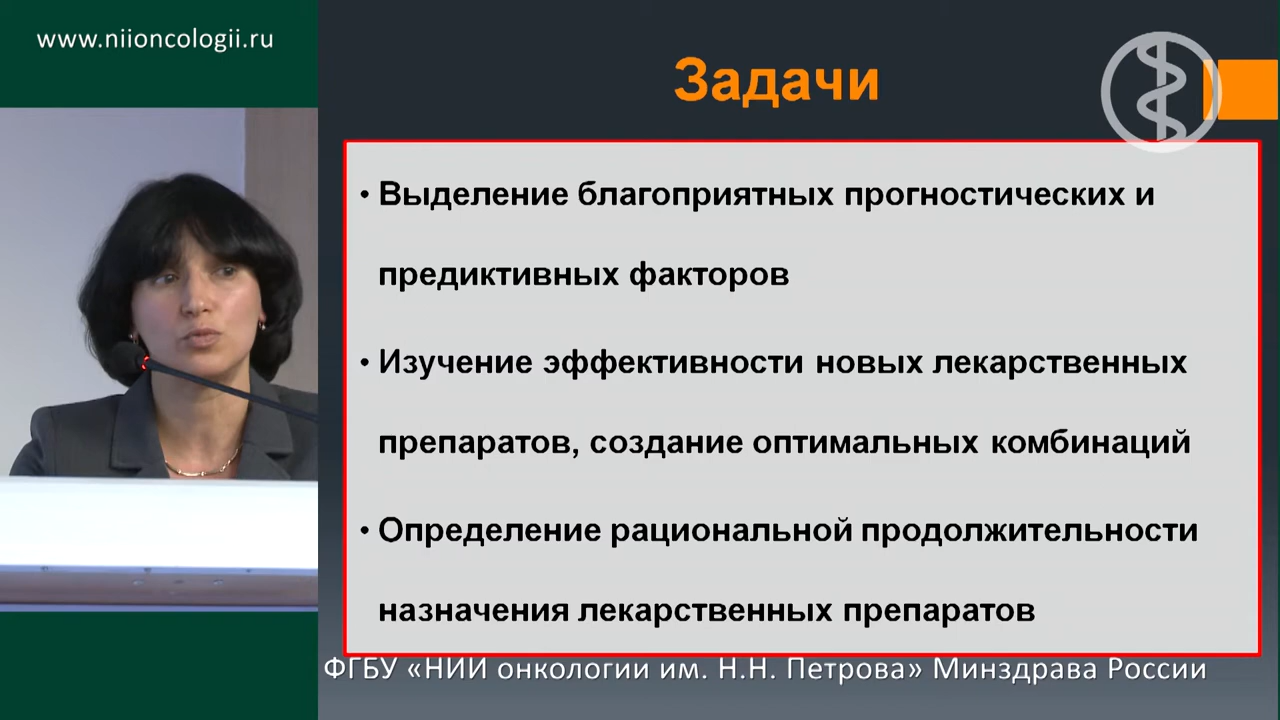 www.niioncologii.ru
Задачи
• Выделение благоприятных прогностических и
предиктивных факторов
• Изучение эффективности новых лекарственных
препаратов, создание оптимальных комбинаций
• Определение рациональной продолжительности
назначения лекарственных препаратов
ФГБУ «НИИ онкологии им. Н.Н. Петрова» Минздрава России